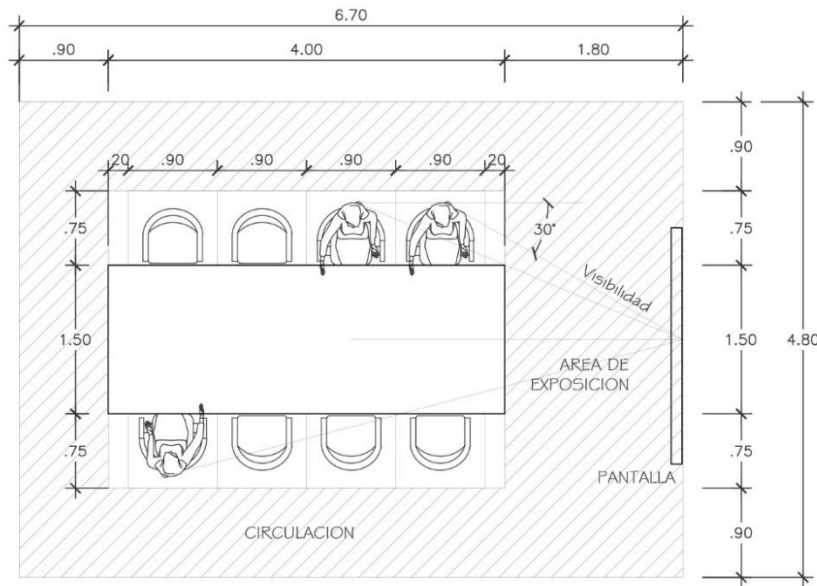 6.70
.90 4.00 1.80
.20 .90 .90 .90 .90 .20
.90
.75
.75
30°
Visibilidad
1.50
1.50
4.80
AREA DE
EXPOSICION
.75
.75
PANTALLA
CIRCULACION
.90